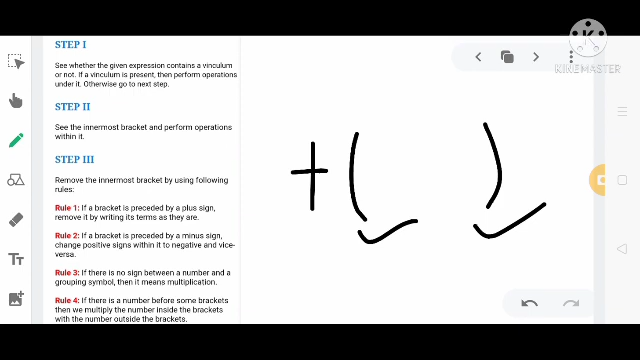 STEP I
See whether the given expression contains a vinculum
or not. If a vinculum is present, then perform operations
under it. Otherwise go to next step.
STEP II
See the innermost bracket and perform operations
within it.
STEP III
Remove the innermost bracket by using following
rules:
Rule 1: If a bracket is preceded by a plus sign,
remove it by writing its terms as they are.
Rule 2: If a bracket is preceded by a minus sign,
change positive signs within it to negative and vice-
versa.
Rule 3: If there is no sign between a number and a
grouping symbol, then it means multiplication.
Rule 4: If there is a number before some brackets
then we multiply the number inside the brackets
with the number outside the brackets.
+ ( )
Tт
K
KINEMASTER